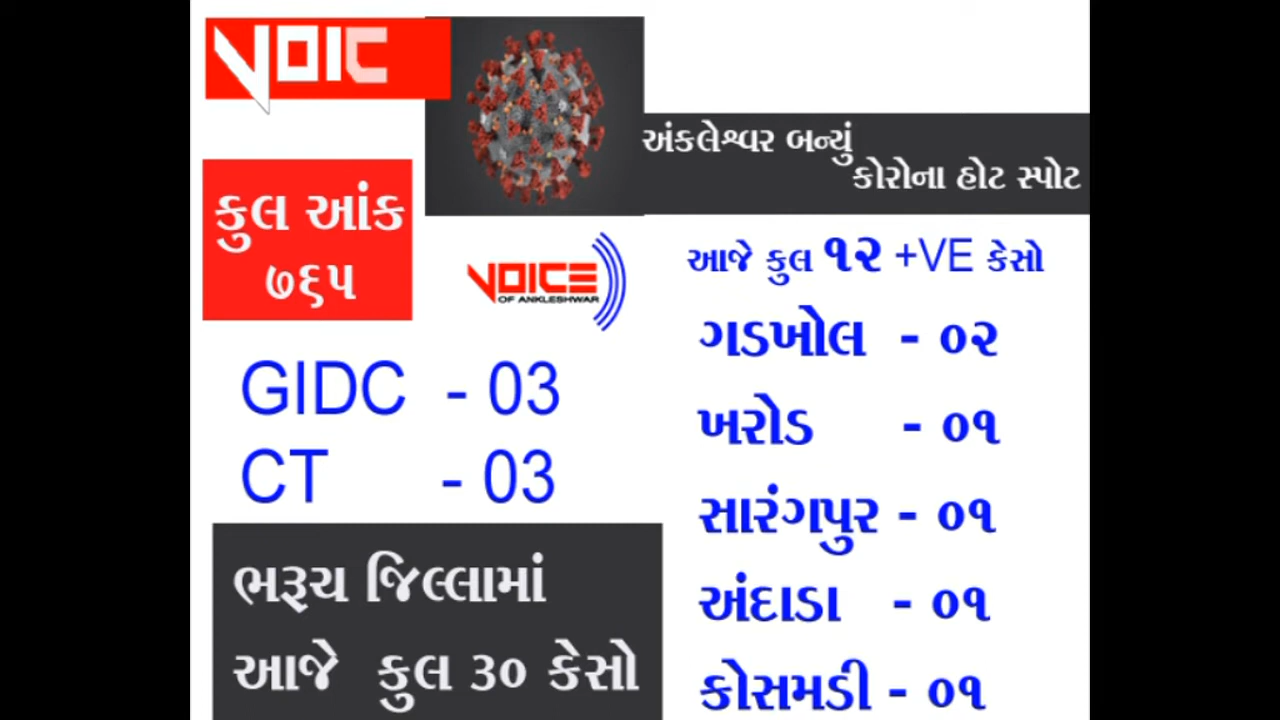 VOIC
અંકલેશ્વર બન્યું
કોરોના હોટ સ્પોટ
કુલ આંક
૭૬૫
VOICE
OF ANKLESHWAR
આજે કુલ ૧૨ +VE કેસો
ગડખોલ - ૦૨
GIDC - 03
ખરોડ - ૦૧
CT - 03
સારંગપુર - ૦૧
ભરૂચ જિલ્લામાં
આજે કુલ ૩૦ કેસો
અંદાડા - ૦૧
કોસમડી - ૦૧